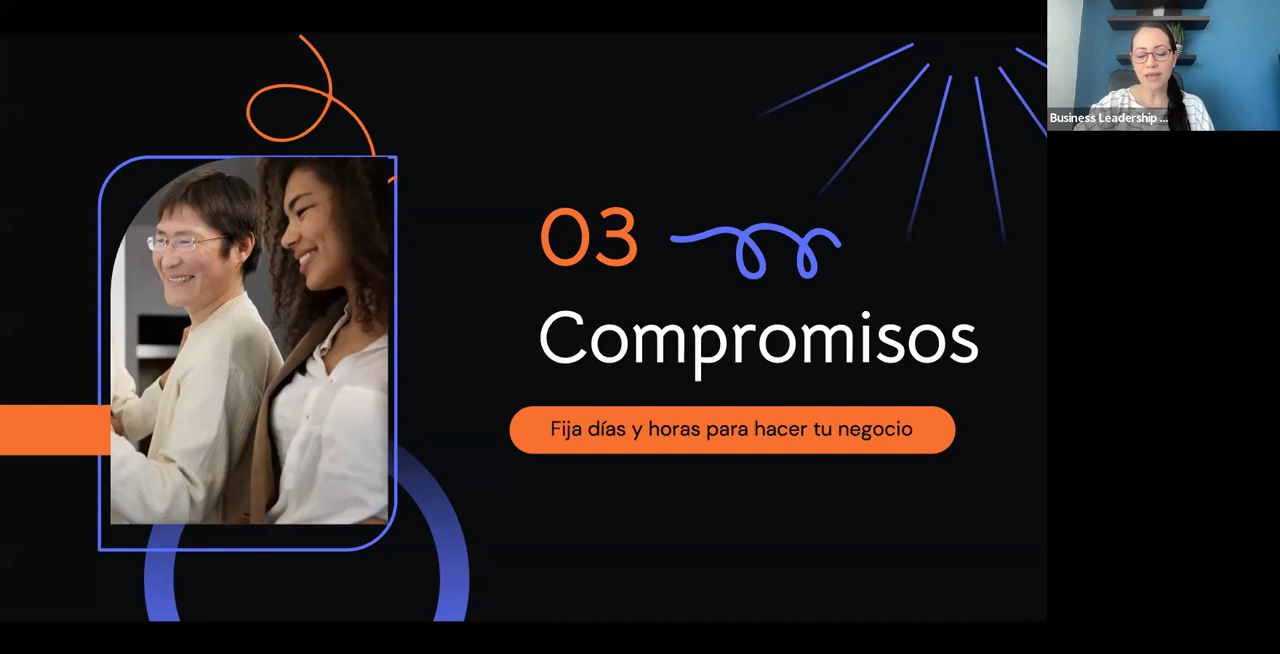 Business Leadership ...
03
Compromisos
Fija días y horas para hacer tu negocio